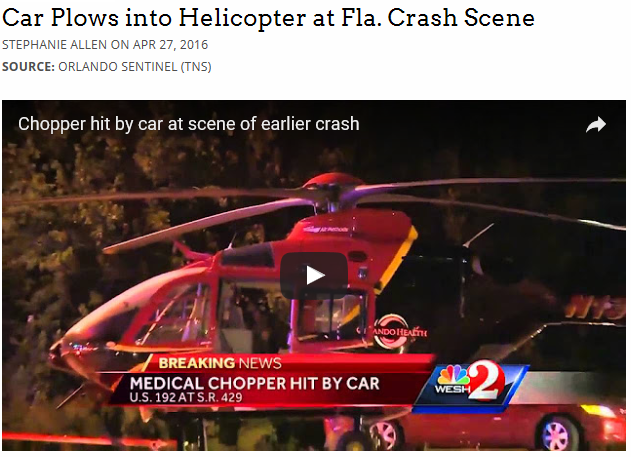 Car Plows into Helicopter at Fla. Crash Scene
STEPHANIE ALLEN ON APR 27, 2016
SOURCE: ORLANDO SENTINEL (TNS)
Chopper hit by car at scene of earlier crash
ORLANDO HEALTH
BREAKING NEWS
MEDICAL CHOPPER HIT BY CAR
U.S. 192 AT S.R. 429
WESH 2